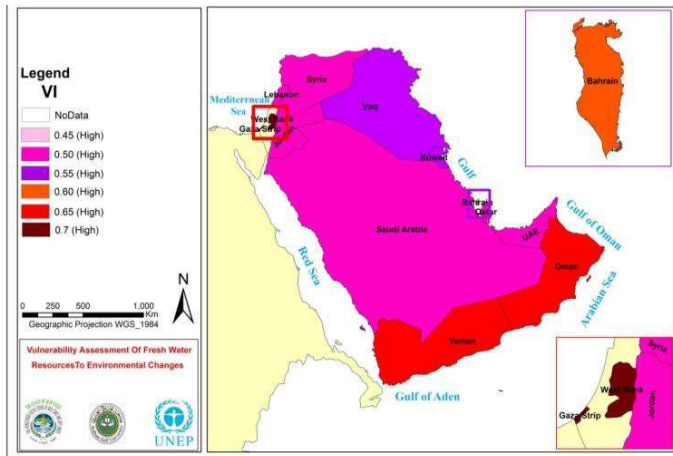 Legend
VI
NoData
0.45 (High)
0.50 (High)
0.55 (High)
0.60 (High)
0.65 (High)
0.7 (High)
N
0 250 500 1,000
Km
Geographic Projection WGS_1984
Vulnerability Assessment Of Fresh Water
ResourcesTo Environmental Changes
UNEP
Mediterrnean
Sea
Lebanon
Syria
Iraq
West Bank
Gaza Strip
Jordan
Kuwait
Gulf
Bahrain
Qatar
Saudi Arabia
UAE
Gulf of Oman
Oman
Red Sea
Arabian Sea
Yemen
Gulf of Aden
Bahrain
Syria
West Bank
Gaza Strip
Jordan